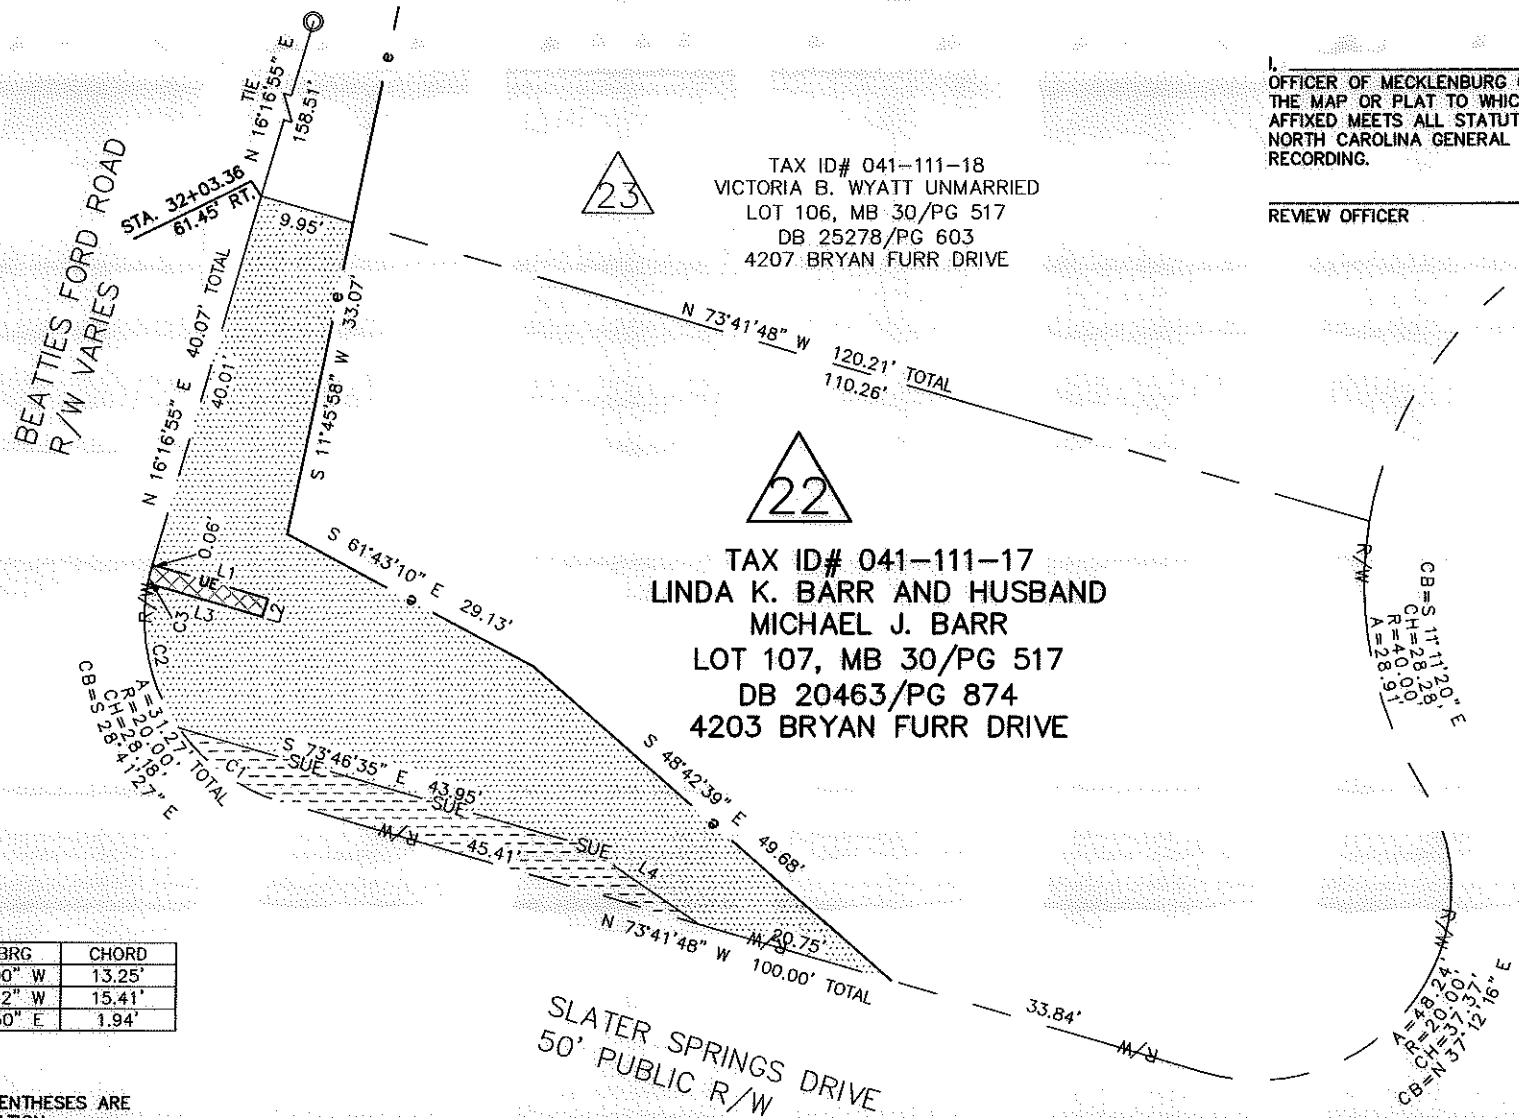 TIE
N 16°16'55" E
158.51'
e
I,
OFFICER OF MECKLENBURG
THE MAP OR PLAT TO WHIC
AFFIXED MEETS ALL STATUT
NORTH CAROLINA GENERAL
RECORDING.
REVIEW OFFICER
BEATTIES FORD ROAD
R/W VARIES
STA. 32+03.36
61.45' RT.
9.95'
23
TAX ID# 041-111-18
VICTORIA B. WYATT UNMARRIED
LOT 106, MB 30/PG 517
DB 25278/PG 603
4207 BRYAN FURR DRIVE
N 16°16'55" E 40.07' TOTAL
40.01'
S 11°45'58" W 33.07'
e
N 73°41'48" W 120.21' TOTAL
110.26'
22
TAX ID# 041-111-17
LINDA K. BARR AND HUSBAND
MICHAEL J. BARR
LOT 107, MB 30/PG 517
DB 20463/PG 874
4203 BRYAN FURR DRIVE
S 61°43'10" E 29.13'
e
0.06'
L1
UE
L2
L3
C3
R/W
C2
A=31.27' TOTAL
R=20.00'
CH=28.18'
CB=S 28°41'27" E
C1
S 73°46'35" E 43.95'
SUE
SUE
SUE
L4
R/W
45.41'
S 48°42'39" E 49.68'
e
N 73°41'48" W 100.00' TOTAL
R/W
20.75'
33.84'
R/W
R/W
CB=S 11°11'20" E
CH=28.28'
R=40.00'
A=28.91'
R/W
A=48.24'
R=20.00'
CH=37.37'
CB=N 37°12'16" E
SLATER SPRINGS DRIVE
50' PUBLIC R/W
BRG CHORD
0" W 13.25'
2" W 15.41'
0" E 1.94'
ENTHESES ARE